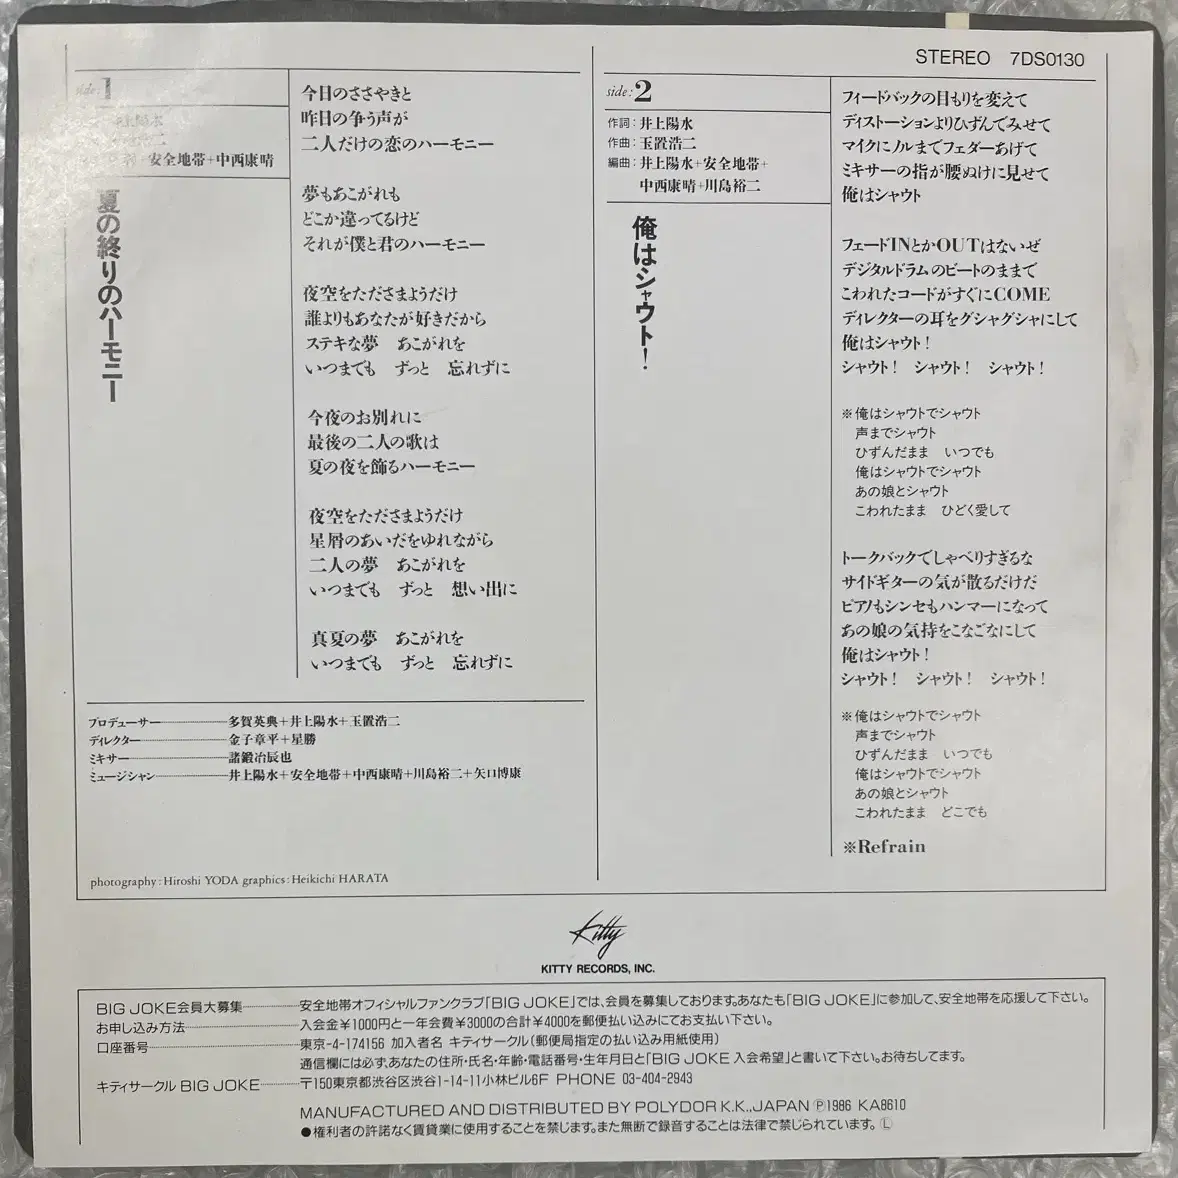 STEREO 7DS0130
side: 1
井上陽水
二
安全地帯+中西康晴
夏の終りのハーモニー
今日のささやきと
昨日の争う声が
二人だけの恋のハーモニー
夢もあこがれも
どこか違ってるけど
それが僕と君のハーモニー
夜空をたださまようだけ
誰よりもあなたが好きだから
ステキな夢 あこがれを
いつまでも ずっと 忘れずに
今夜のお別れに
最後の二人の歌は
夏の夜を飾るハーモニー
夜空をたださまようだけ
星屑のあいだをゆれながら
二人の夢 あこがれを
いつまでも ずっと 想い出に
真夏の夢 あこがれを
いつまでも ずっと 忘れずに
プロデューサー 多賀英典+井上陽水+玉置浩二
ディレクター 金子章平+星勝
ミキサー 諸鍛冶辰也
ミュージシャン 井上陽水+安全地帯+中西康晴+川島裕二+矢口博康
photography:Hiroshi YODA graphics:Heikichi HARATA
side: 2
作詞:井上陽水
作曲:玉置浩二
編曲:井上陽水+安全地帯+
中西康晴+川島裕二
俺はシャウト!
フィードバックの目もりを変えて
ディストーションよりひずんでみせて
マイクにノルまでフェダーあげて
ミキサーの指が腰ぬけに見せて
俺はシャウト
フェードINとかOUTはないぜ
デジタルドラムのビートのままで
こわれたコードがすぐにCOME
ディレクターの耳をグシャグシャにして
俺はシャウト!
シャウト! シャウト! シャウト!
※俺はシャウトでシャウト
声までシャウト
ひずんだまま いつでも
俺はシャウトでシャウト
あの娘とシャウト
こわれたまま ひどく愛して
トークバックでしゃべりすぎるな
サイドギターの気が散るだけだ
ピアノもシンセもハンマーになって
あの娘の気持をこなごなにして
俺はシャウト!
シャウト! シャウト! シャウト!
※俺はシャウトでシャウト
声までシャウト
ひずんだまま いつでも
俺はシャウトでシャウト
あの娘とシャウト
こわれたまま どこでも
※Refrain
Kitty
KITTY RECORDS, INC.
BIG JOKE会員大募集 安全地帯オフィシャルファンクラブ「BIG JOKE」では、会員を募集しております。あなたも「BIG JOKE」に参加して、安全地帯を応援して下さい。
お申し込み方法 入会金¥1000円と一年会費¥3000の合計¥4000を郵便払い込みにてお支払い下さい。
口座番号 東京-4-174156 加入者名 キティサークル(郵便局指定の払い込み用紙使用)
通信欄には必ず、あなたの住所・氏名・年齢・電話番号・生年月日と「BIG JOKE 入会希望」と書いて下さい。お待ちしてます。
キティサークル BIG JOKE 〒150東京都渋谷区渋谷1-14-11小林ビル6F PHONE 03-404-2943
MANUFACTURED AND DISTRIBUTED BY POLYDOR K.K.,JAPAN Ⓟ1986 KA8610
●権利者の許諾なく賃貸業に使用することを禁じます。また無断で録音することは法律で禁じられています。Ⓛ